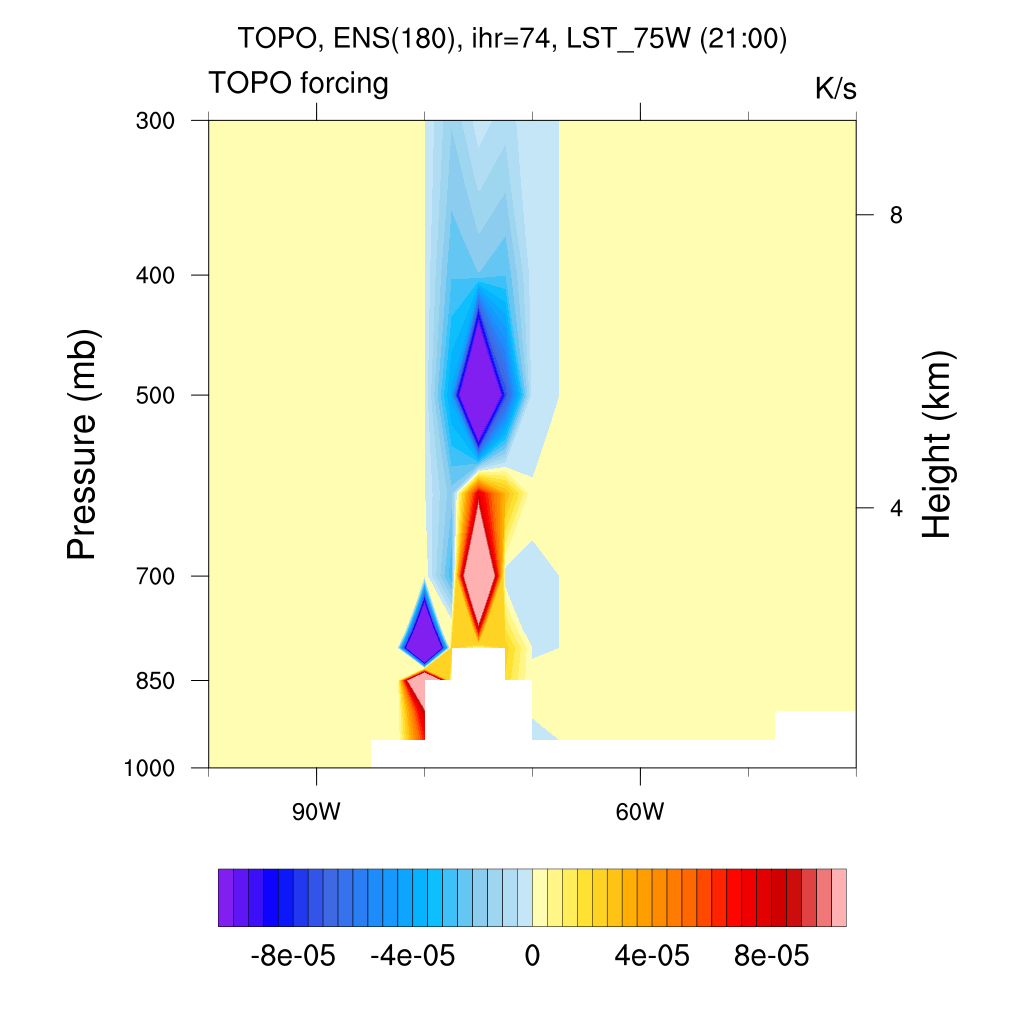 TOPO, ENS(180), ihr=74, LST_75W (21:00)
TOPO forcing
K/s
300
400
500
700
850
1000
Pressure (mb)
8
4
Height (km)
90W
60W
-8e-05
-4e-05
0
4e-05
8e-05